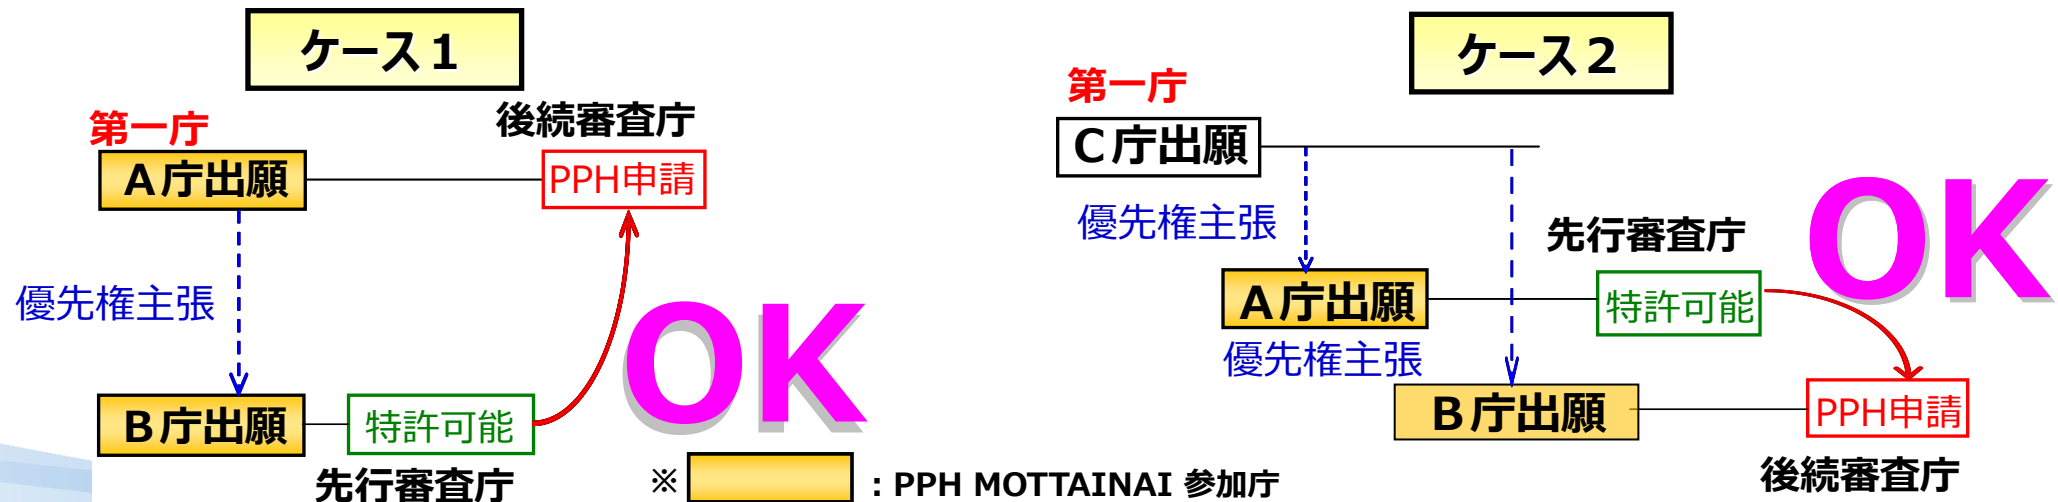 ケース1
第一庁
後続審査庁
A庁出願
PPH申請
優先権主張
OK
B庁出願
特許可能
先行審査庁
ケース2
第一庁
C庁出願
優先権主張
先行審査庁
OK
A庁出願
特許可能
優先権主張
B庁出願
PPH申請
後続審査庁
※ : PPH MOTTAINAI 参加庁